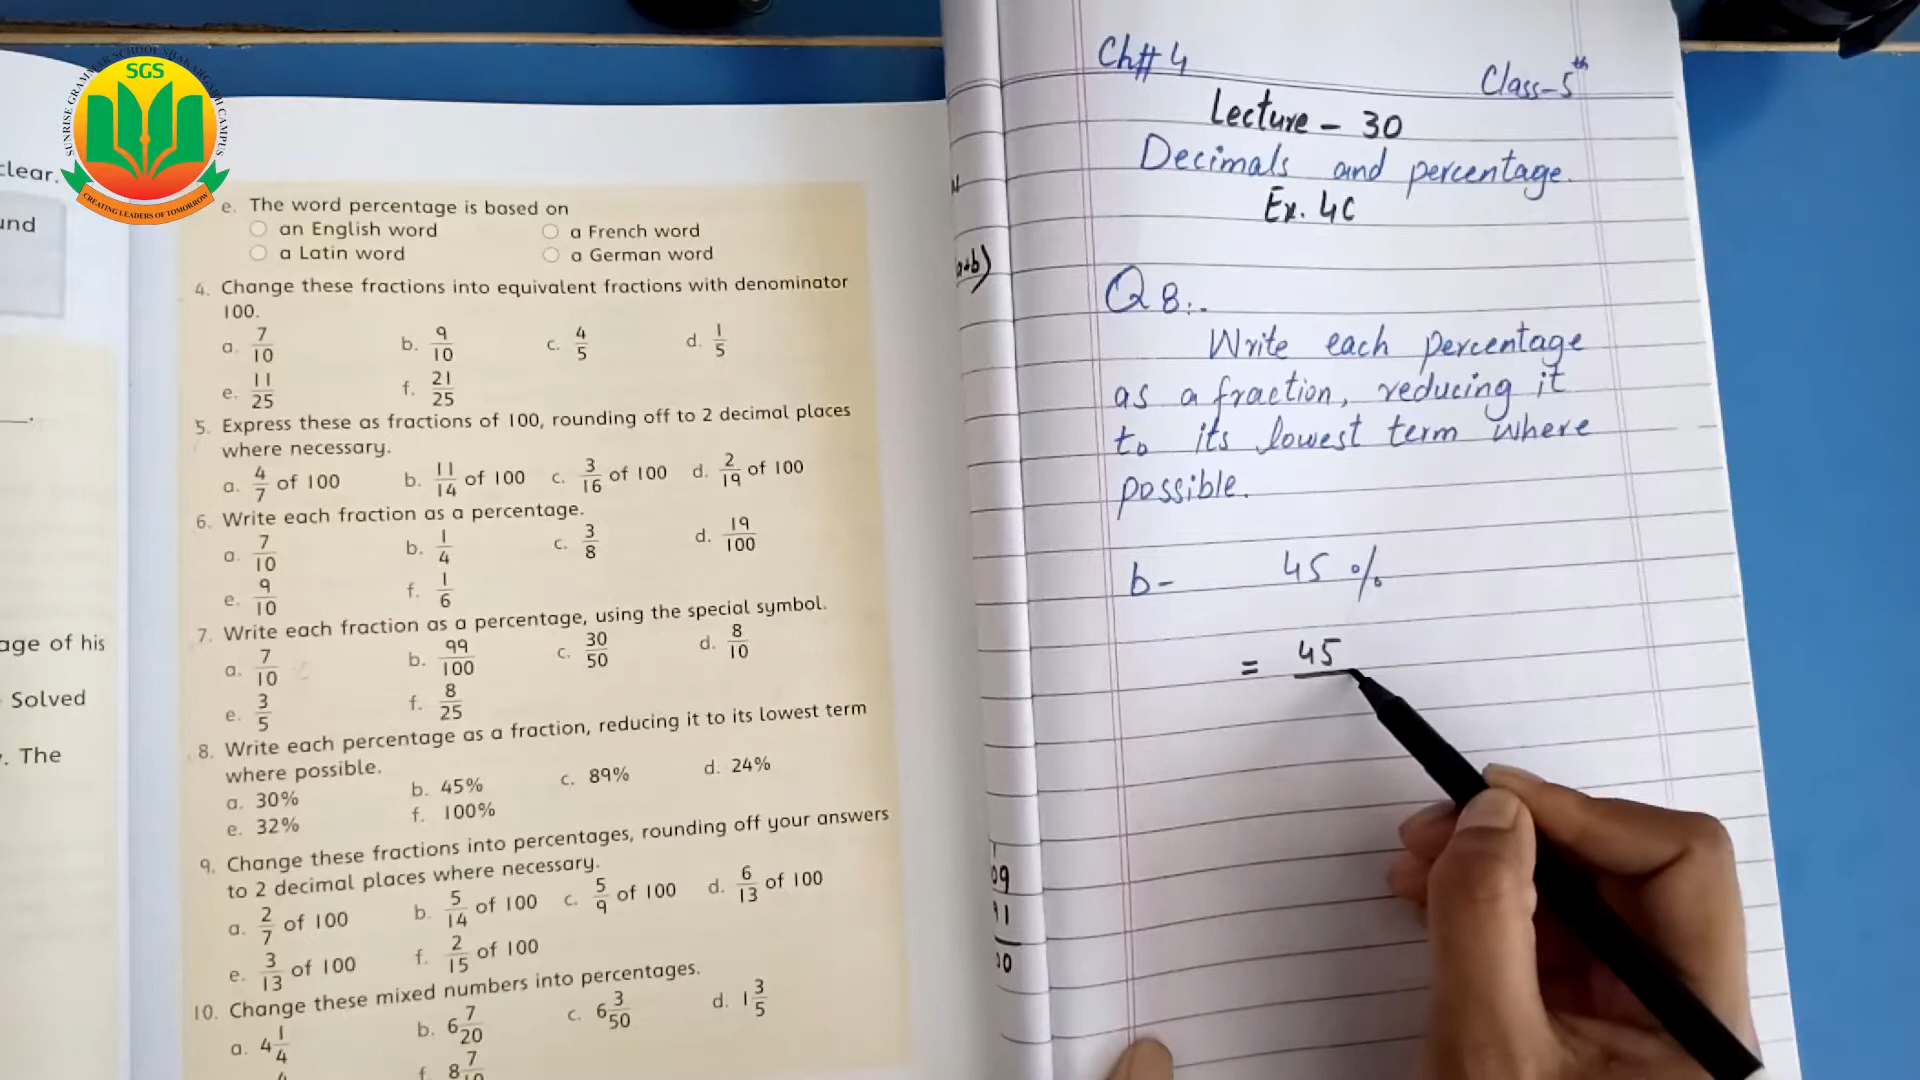 SUNRISE GRAMMAR SCHOOL SHAKARGARH CAMPUS
SGS
CREATING LEADERS OF TOMORROW
clear.
und
age of his
Solved
. The
e. The word percentage is based on
an English word a French word
a Latin word a German word
4. Change these fractions into equivalent fractions with denominator
100.
a. 7/10 b. 9/10 c. 4/5 d. 1/5
e. 11/25 f. 21/25
5. Express these as fractions of 100, rounding off to 2 decimal places
where necessary.
a. 4/7 of 100 b. 11/14 of 100 c. 3/16 of 100 d. 2/19 of 100
6. Write each fraction as a percentage.
a. 7/10 b. 1/4 c. 3/8 d. 19/100
e. 9/10 f. 1/6
7. Write each fraction as a percentage, using the special symbol.
a. 7/10 b. 99/100 c. 30/50 d. 8/10
e. 3/5 f. 8/25
8. Write each percentage as a fraction, reducing it to its lowest term
where possible.
a. 30% b. 45% c. 89% d. 24%
e. 32% f. 100%
9. Change these fractions into percentages, rounding off your answers
to 2 decimal places where necessary.
a. 2/7 of 100 b. 5/14 of 100 c. 5/9 of 100 d. 6/13 of 100
e. 3/13 of 100 f. 2/15 of 100
10. Change these mixed numbers into percentages.
a. 4 1/4 b. 6 7/20 c. 6 3/50 d. 1 3/5
f. 8 7/10
a+b)
09
91
00
Ch# 4 Class-5th
Lecture - 30
Decimals and percentage.
Ex. 4C
Q 8:.
Write each percentage
as a fraction, reducing it
to its lowest term where
possible.
b- 45 %
= 45